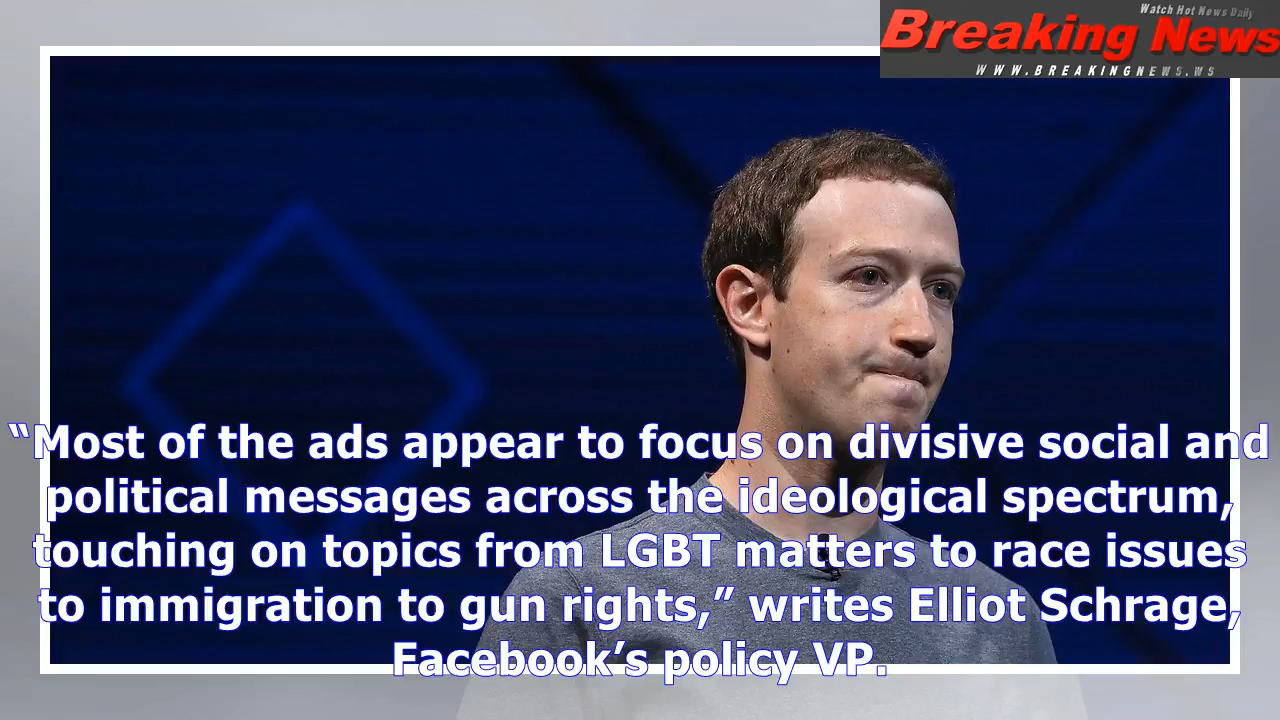 Watch Hot News Daily
Breaking News
WWW.BREAKINGNEWS.WS
“Most of the ads appear to focus on divisive social and
political messages across the ideological spectrum,
touching on topics from LGBT matters to race issues
to immigration to gun rights,” writes Elliot Schrage,
Facebook’s policy VP.